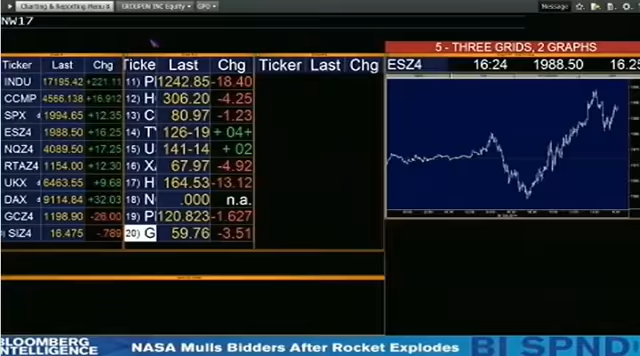 Charting & Reporting Menu
GROUPON INC Equity
GPO
Message
NW17
5 - THREE GRIDS, 2 GRAPHS
Ticker Last Chg
Ticke Last Chg
Ticker Last Chg
ESZ4 16:24 1988.50 16.25
INDU 17195.42 +221.11
CCMP 4566.138 +16.912
SPX 1994.65 +12.35
ESZ4 1988.50 +16.25
NQZ4 4089.50 +17.25
RTAZ4 1154.00 +12.30
UKX 6463.55 +9.68
DAX 9114.84 +32.03
GCZ4 1198.90 -26.00
SIZ4 16.475 -.789
11) P 1242.85 -18.40
12) H 306.20 -4.25
13) C 80.97 -1.23
14) T 126-19 + 04+
15) U 141-14 + 02
16) X 67.97 -4.92
17) H 164.53 -13.12
18) N .000 n.a.
19) P 120.823 -1.627
20) G 59.76 -3.51
BLOOMBERG
INTELLIGENCE
NASA Mulls Bidders After Rocket Explodes
BI SPND